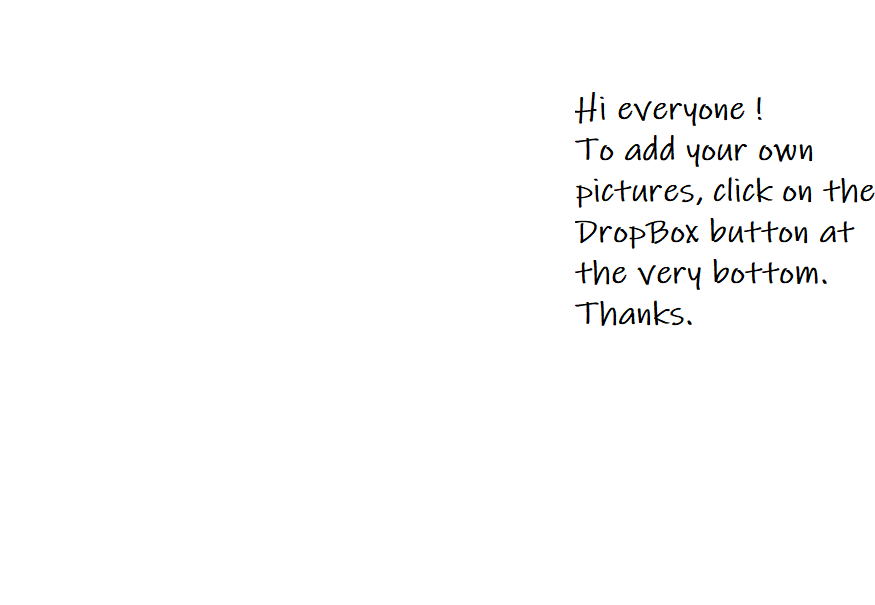 Hi everyone !
To add your own
pictures, click on the
DropBox button at
the very bottom.
Thanks.